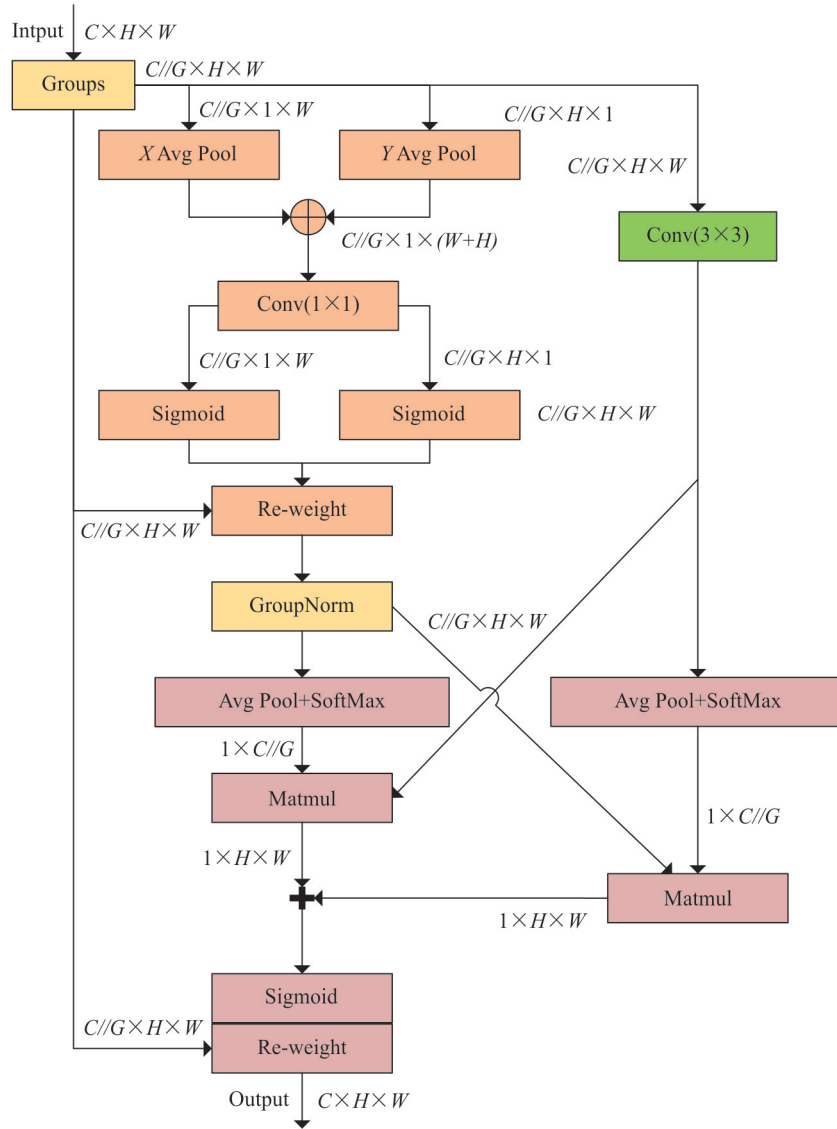 Intput
C×H×W
Groups
C//G×H×W
C//G×1×W
C//G×H×1
X Avg Pool
Y Avg Pool
C//G×H×W
Conv(3×3)
C//G×1×(W+H)
Conv(1×1)
C//G×1×W
C//G×H×1
Sigmoid
Sigmoid
C//G×H×W
Re-weight
C//G×H×W
GroupNorm
C//G×H×W
Avg Pool+SoftMax
Avg Pool+SoftMax
1×C//G
Matmul
1×C//G
1×H×W
Matmul
1×H×W
Sigmoid
C//G×H×W
Re-weight
Output
C×H×W